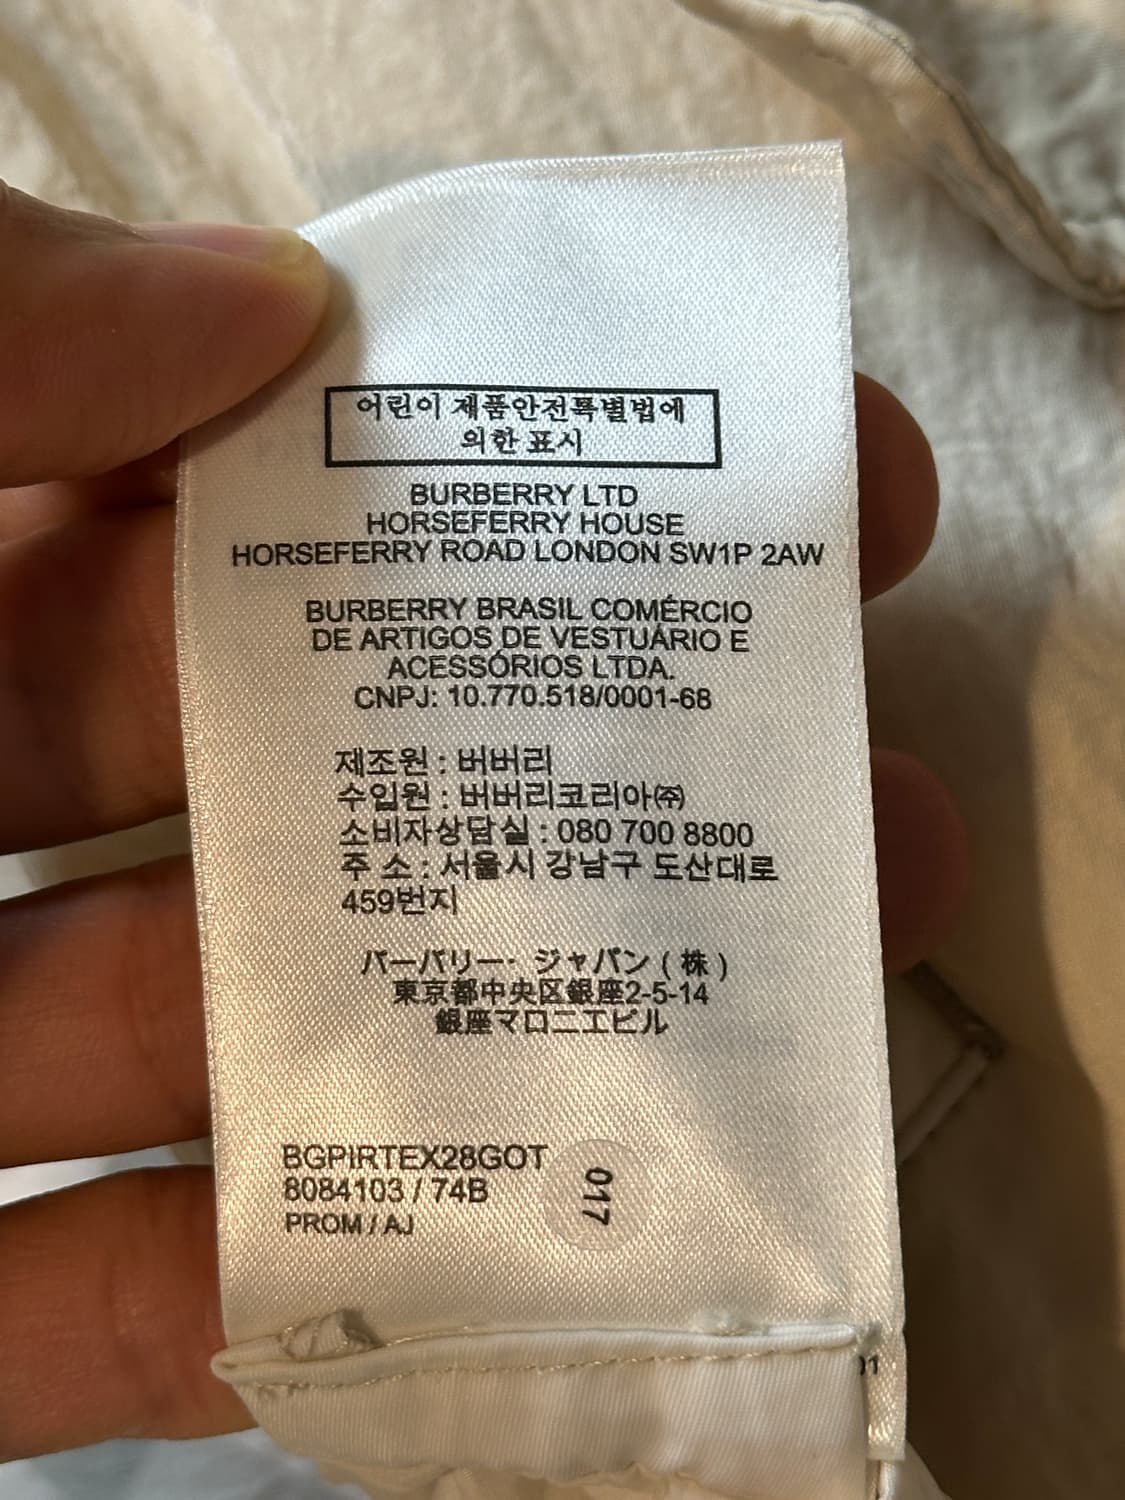 어린이 제품안전특별법에
의한 표시
BURBERRY LTD
HORSEFERRY HOUSE
HORSEFERRY ROAD LONDON SW1P 2AW
BURBERRY BRASIL COMÉRCIO
DE ARTIGOS DE VESTUÁRIO E
ACESSÓRIOS LTDA.
CNPJ: 10.770.518/0001-68
제조원 : 버버리
수입원 : 버버리코리아㈜
소비자상담실 : 080 700 8800
주 소 : 서울시 강남구 도산대로
459번지
バーバリー・ジャパン ( 株 )
東京都中央区銀座2-5-14
銀座マロニエビル
BGPIRTEX28GOT
8084103 / 74B
PROM / AJ
017